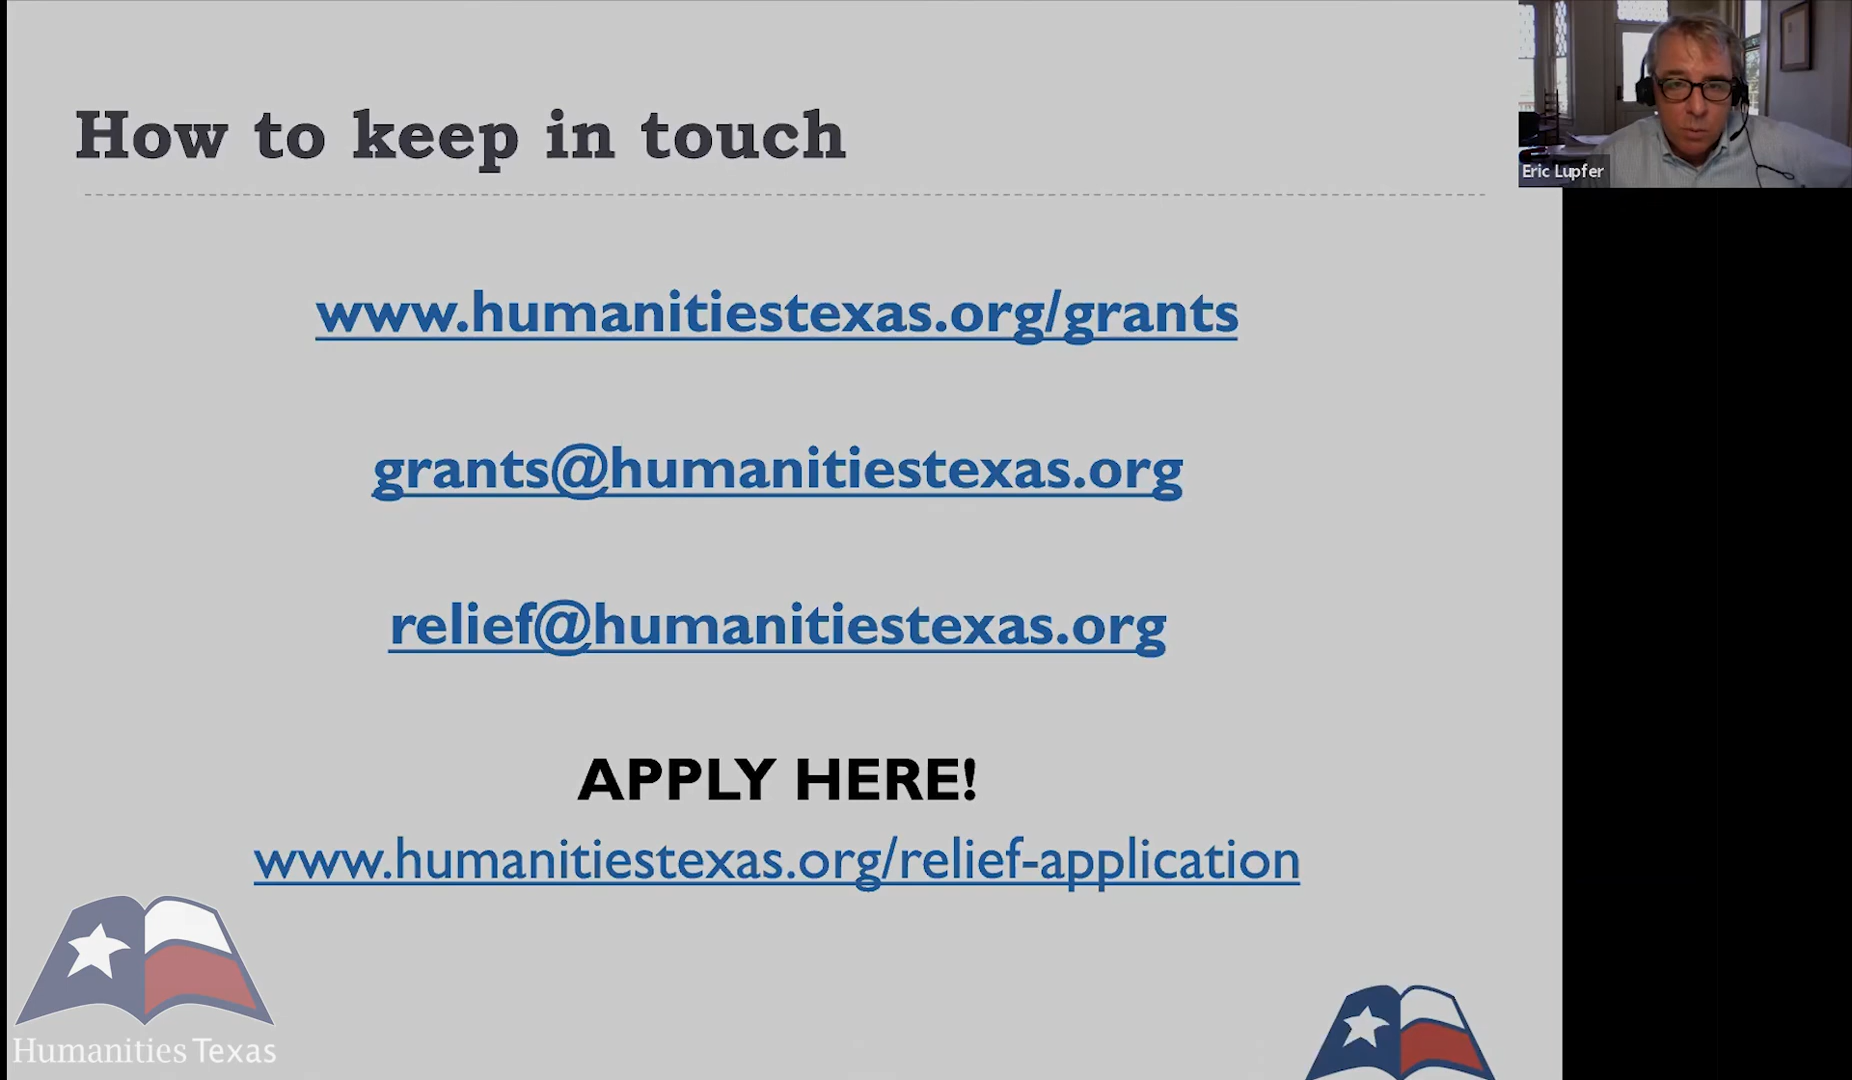 How to keep in touch
Eric Lupfer
www.humanitiestexas.org/grants
grants@humanitiestexas.org
relief@humanitiestexas.org
APPLY HERE!
www.humanitiestexas.org/relief-application
Humanities Texas